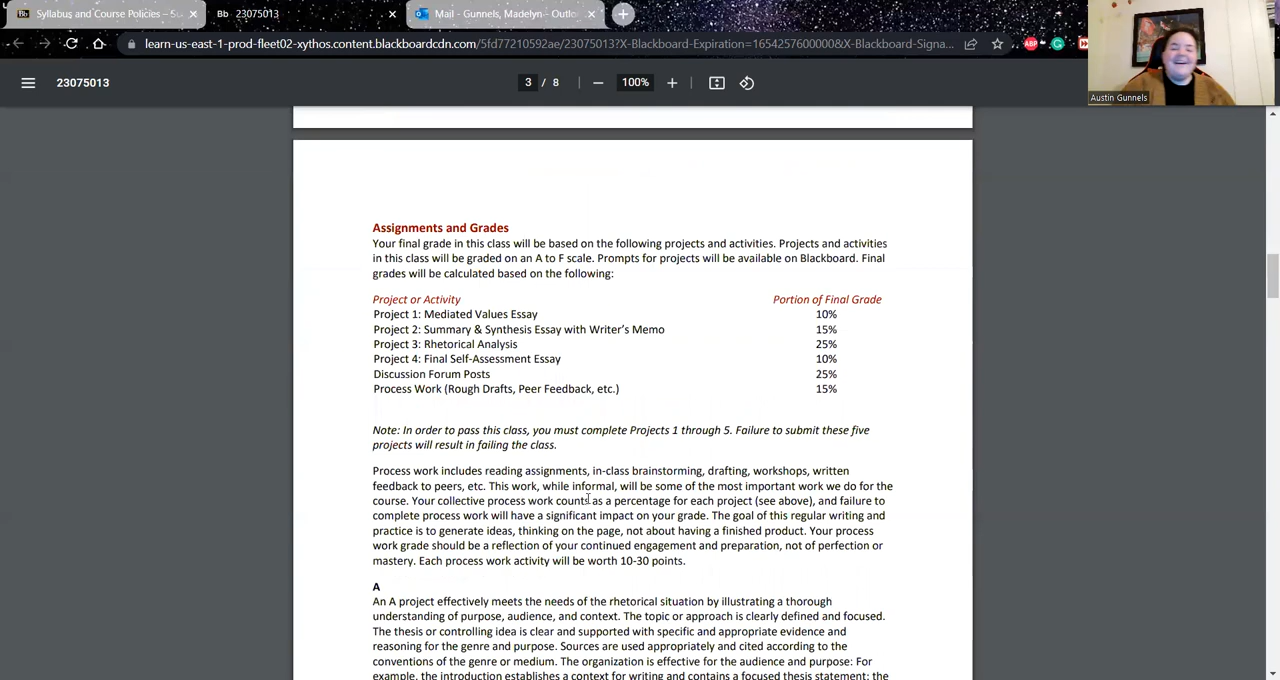 Syllabus and Course Policies – Su
Bb 23075013
Mail - Gunnels, Madelyn - Outlo
learn-us-east-1-prod-fleet02-xythos.content.blackboardcdn.com/5fd77210592ae/23075013?X-Blackboard-Expiration=1654257600000&X-Blackboard-Signa...
ABP
23075013
3 / 8
100%
Austin Gunnels
Assignments and Grades
Your final grade in this class will be based on the following projects and activities. Projects and activities
in this class will be graded on an A to F scale. Prompts for projects will be available on Blackboard. Final
grades will be calculated based on the following:
Project or Activity Portion of Final Grade
Project 1: Mediated Values Essay 10%
Project 2: Summary & Synthesis Essay with Writer's Memo 15%
Project 3: Rhetorical Analysis 25%
Project 4: Final Self-Assessment Essay 10%
Discussion Forum Posts 25%
Process Work (Rough Drafts, Peer Feedback, etc.) 15%
Note: In order to pass this class, you must complete Projects 1 through 5. Failure to submit these five
projects will result in failing the class.
Process work includes reading assignments, in-class brainstorming, drafting, workshops, written
feedback to peers, etc. This work, while informal, will be some of the most important work we do for the
course. Your collective process work counts as a percentage for each project (see above), and failure to
complete process work will have a significant impact on your grade. The goal of this regular writing and
practice is to generate ideas, thinking on the page, not about having a finished product. Your process
work grade should be a reflection of your continued engagement and preparation, not of perfection or
mastery. Each process work activity will be worth 10-30 points.
A
An A project effectively meets the needs of the rhetorical situation by illustrating a thorough
understanding of purpose, audience, and context. The topic or approach is clearly defined and focused.
The thesis or controlling idea is clear and supported with specific and appropriate evidence and
reasoning for the genre and purpose. Sources are used appropriately and cited according to the
conventions of the genre or medium. The organization is effective for the audience and purpose: For
example, the introduction establishes a context for writing and contains a focused thesis statement; the